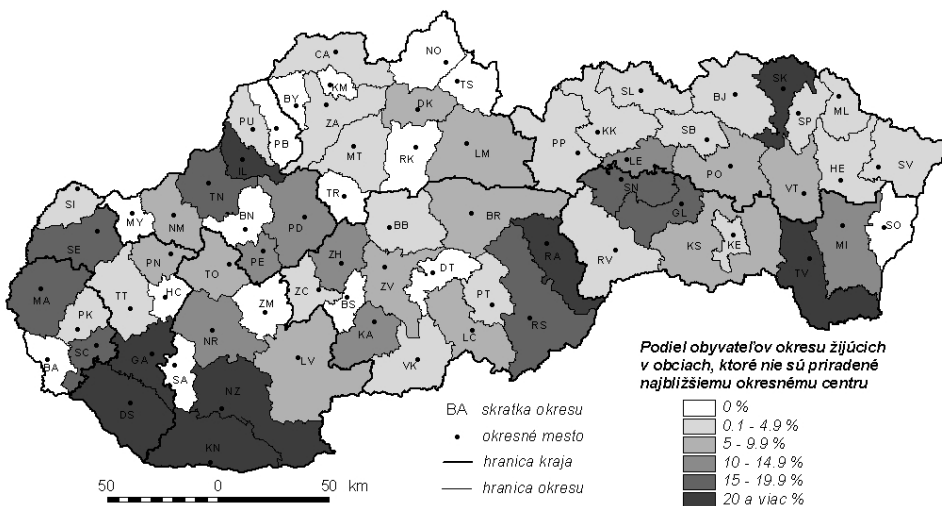 NO
CA
TS
KM
BY
DK
SL
SK
BJ
ML
PU
ZA
SP
PB
KK
SB
MT
RK
LM
PP
LE
PO
HE
SV
IL
VT
TN
TR
SN
SI
BN
GL
MY
NM
PD
BB
BR
SO
SE
KE
MI
PN
PE
ZH
RA
RV
KS
TO
ZV
DT
TV
MA
TT
HC
ZM
ZC
BS
PT
PK
RS
NR
KA
LC
SC
GA
LV
VK
BA
SA
NZ
DS
KN
Podiel obyvateľov okresu žijúcich
v obciach, ktoré nie sú priradené
najbližšiemu okresnému centru
0 %
0.1 - 4.9 %
5 - 9.9 %
10 - 14.9 %
15 - 19.9 %
20 a viac %
BA skratka okresu
okresné mesto
hranica kraja
hranica okresu
50 0 50 km